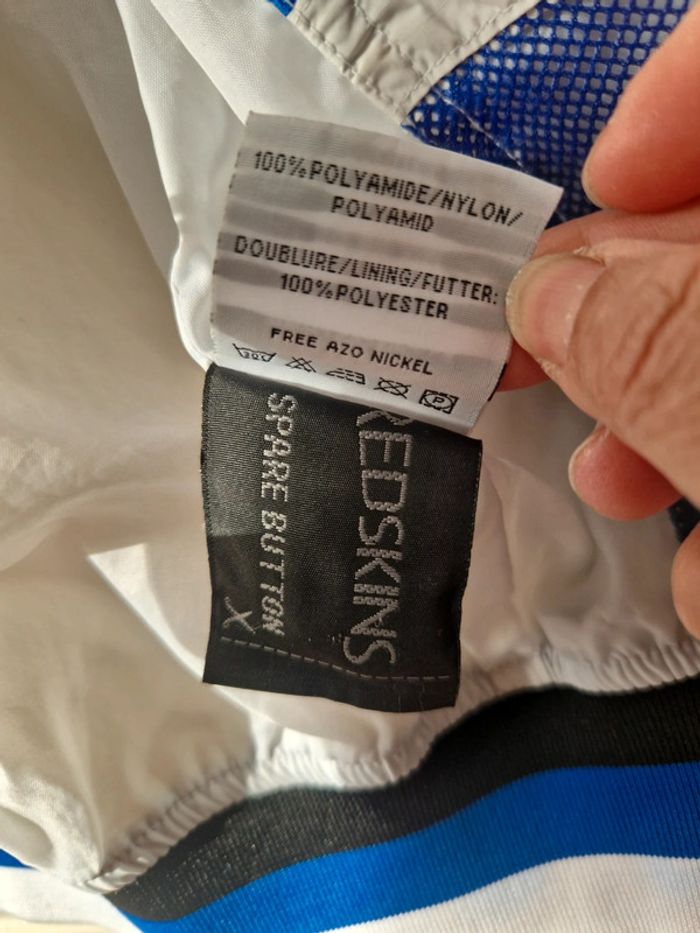 100%POLYAMIDE/NYLON/
POLYAMID
DOUBLURE/LINING/FUTTER:
100%POLYESTER
FREE AZO NICKEL
P
REDSKINS
SPARE BUTTON
X